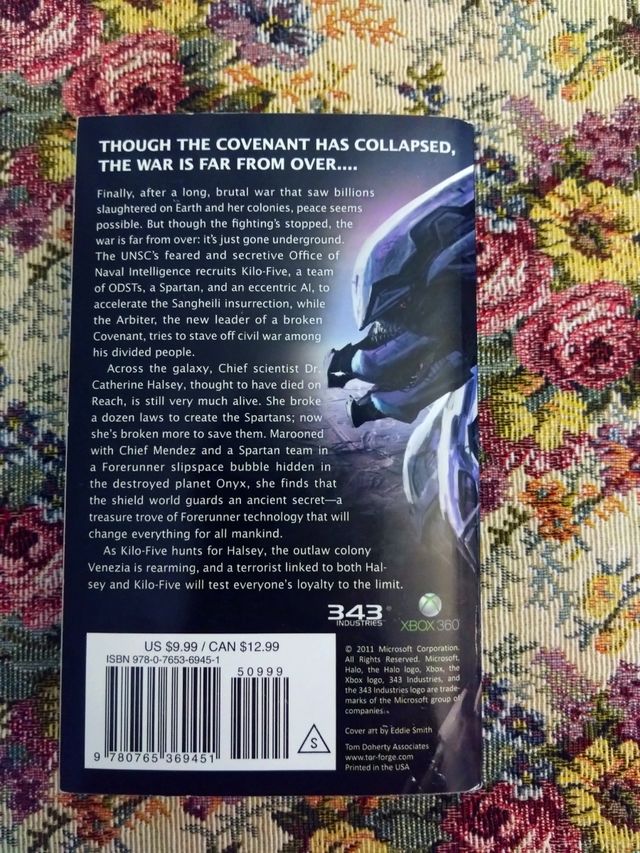 THOUGH THE COVENANT HAS COLLAPSED,
THE WAR IS FAR FROM OVER....
Finally, after a long, brutal war that saw billions
slaughtered on Earth and her colonies, peace seems
possible. But though the fighting's stopped, the
war is far from over: it's just gone underground.
The UNSC's feared and secretive Office of
Naval Intelligence recruits Kilo-Five, a team
of ODSTs, a Spartan, and an eccentric AI, to
accelerate the Sangheili insurrection, while
the Arbiter, the new leader of a broken
Covenant, tries to stave off civil war among
his divided people.
Across the galaxy, Chief scientist Dr.
Catherine Halsey, thought to have died on
Reach, is still very much alive. She broke
a dozen laws to create the Spartans; now
she's broken more to save them. Marooned
with Chief Mendez and a Spartan team in
a Forerunner slipspace bubble hidden in
the destroyed planet Onyx, she finds that
the shield world guards an ancient secret—a
treasure trove of Forerunner technology that will
change everything for all mankind.
As Kilo-Five hunts for Halsey, the outlaw colony
Venezia is rearming, and a terrorist linked to both Hal-
sey and Kilo-Five will test everyone's loyalty to the limit.
343®
INDUSTRIES
XBOX 360
US $9.99 / CAN $12.99
ISBN 978-0-7653-6945-1
50999
9 780765 369451
S
© 2011 Microsoft Corporation.
All Rights Reserved. Microsoft,
Halo, the Halo logo, Xbox, the
Xbox logo, 343 Industries, and
the 343 Industries logo are trade-
marks of the Microsoft group of
companies.
Cover art by Eddie Smith
Tom Doherty Associates
www.tor-forge.com
Printed in the USA